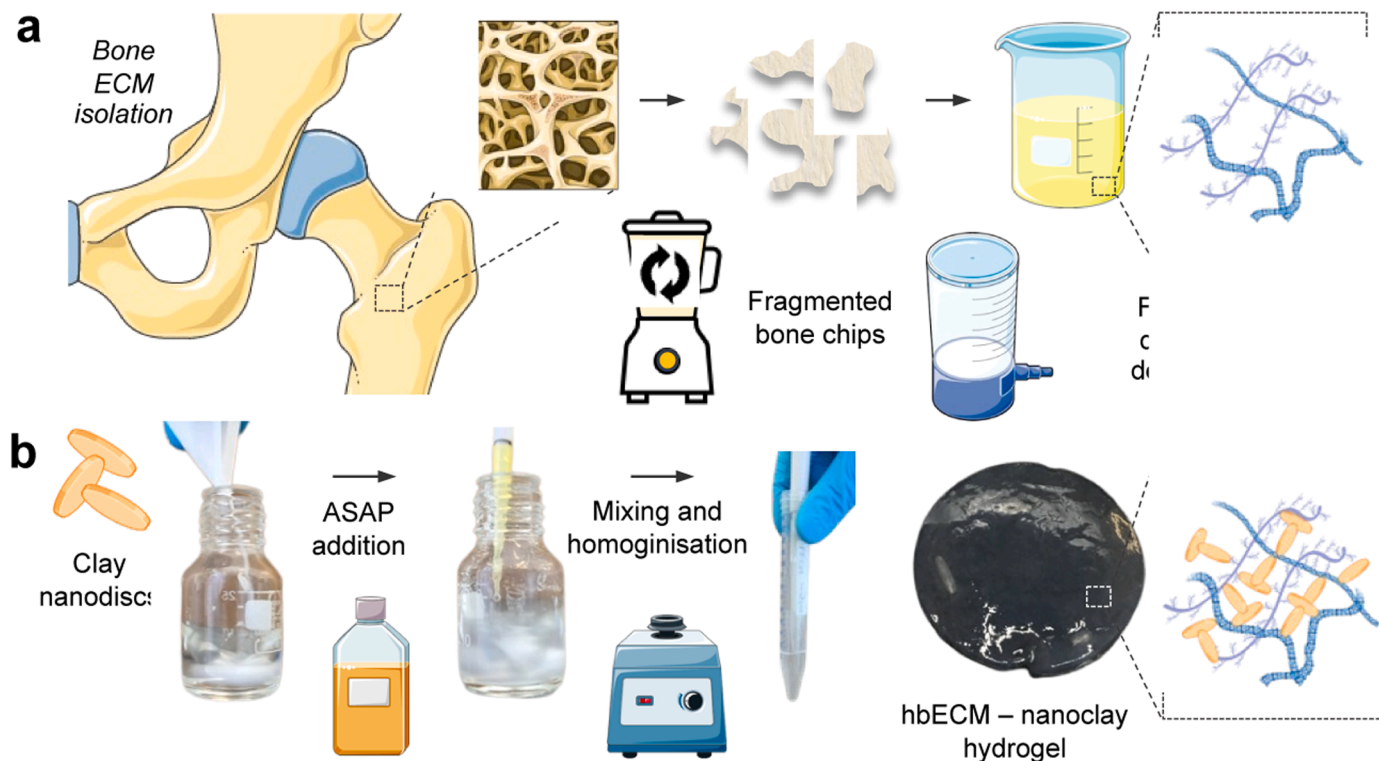 a
Bone
ECM
isolation
Fragmented
bone chips
b
Clay
nanodiscs
ASAP
addition
Mixing and
homoginisation
hbECM – nanoclay
hydrogel